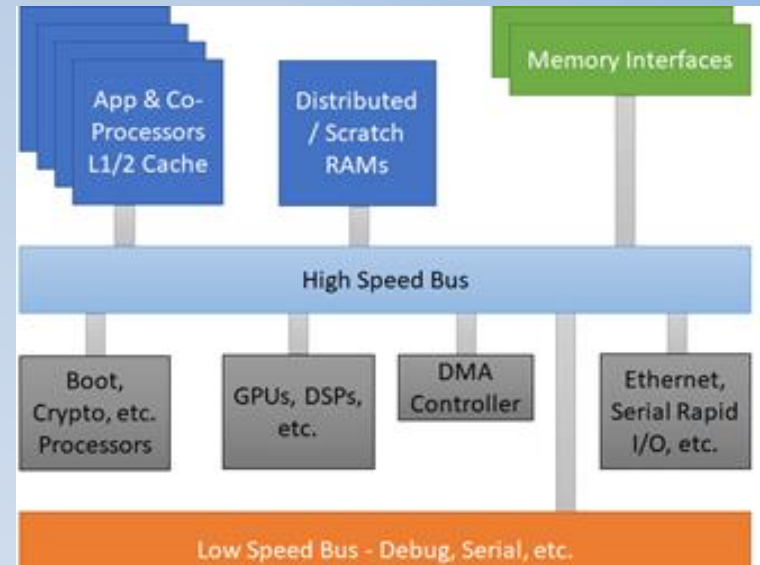 App & Co-
Processors
L1/2 Cache
Distributed
/ Scratch
RAMs
Memory Interfaces
High Speed Bus
Boot,
Crypto, etc.
Processors
GPUs, DSPs,
etc.
DMA
Controller
Ethernet,
Serial Rapid
I/O, etc.
Low Speed Bus - Debug, Serial, etc.